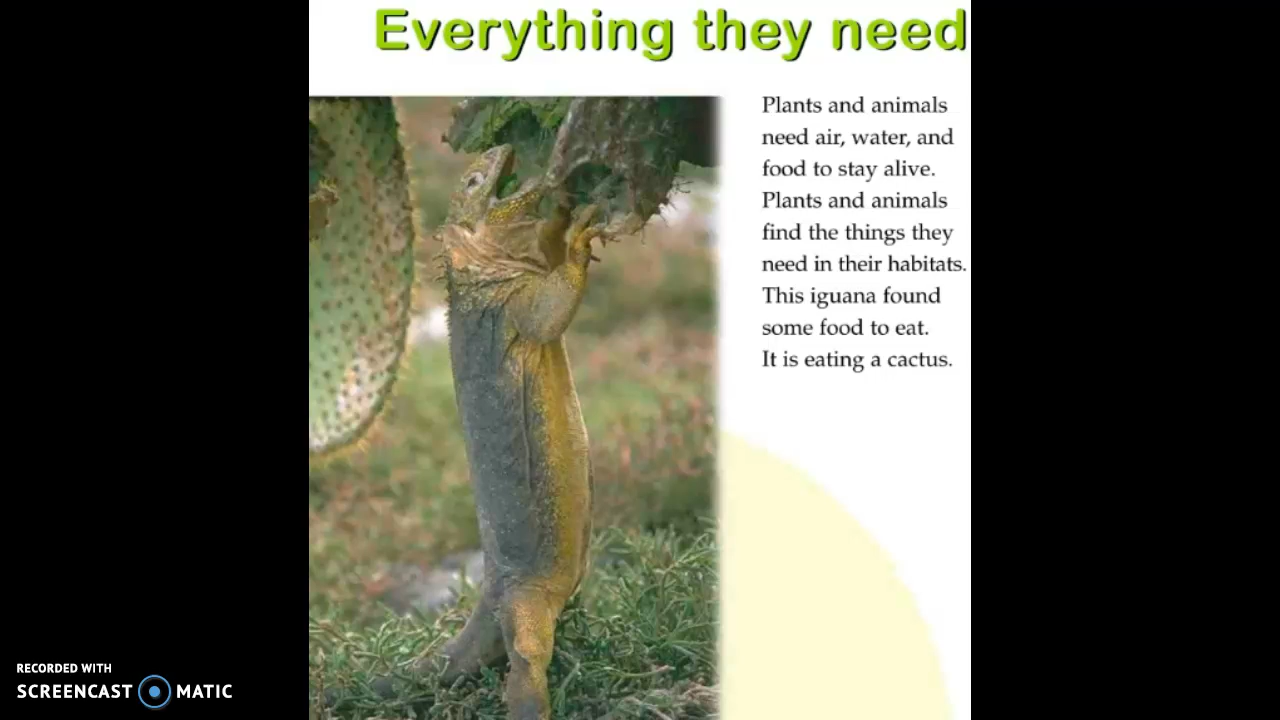 Everything they need
Plants and animals
need air, water, and
food to stay alive.
Plants and animals
find the things they
need in their habitats.
This iguana found
some food to eat.
It is eating a cactus.
RECORDED WITH
SCREENCAST MATIC